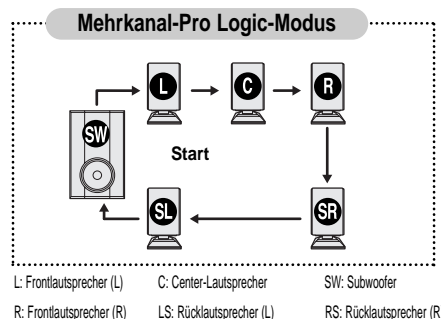 Mehrkanal-Pro Logic-Modus
L C R
SW
Start
SL SR
L: Frontlautsprecher (L) C: Center-Lautsprecher SW: Subwoofer
R: Frontlautsprecher (R) LS: Rücklautsprecher (L) RS: Rücklautsprecher (R